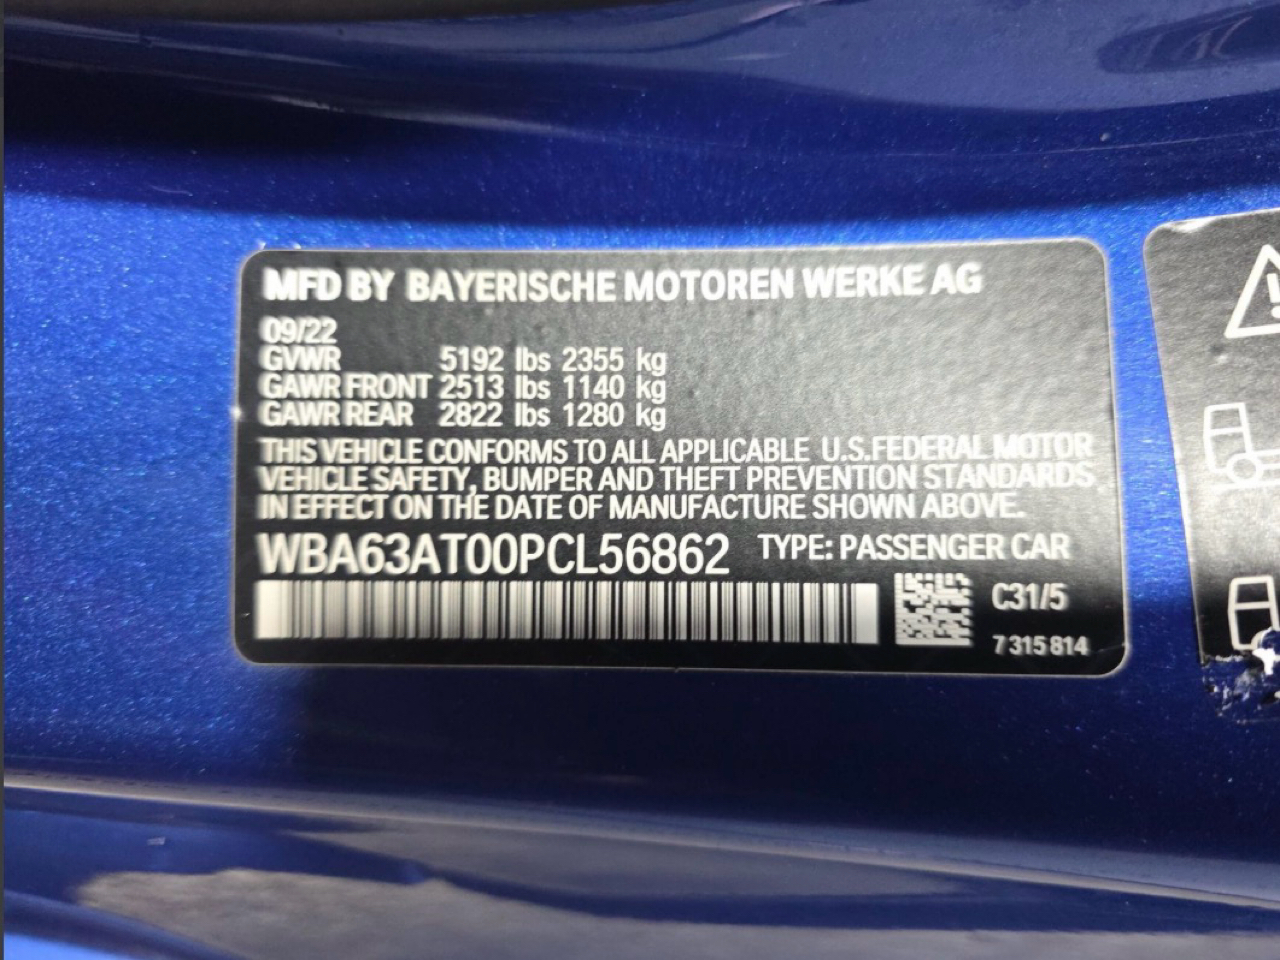 MFD BY BAYERISCHE MOTOREN WERKE AG
09/22
GVWR 5192 lbs 2355 kg
GAWR FRONT 2513 lbs 1140 kg
GAWR REAR 2822 lbs 1280 kg
THIS VEHICLE CONFORMS TO ALL APPLICABLE U.S.FEDERAL MOTOR
VEHICLE SAFETY, BUMPER AND THEFT PREVENTION STANDARDS
IN EFFECT ON THE DATE OF MANUFACTURE SHOWN ABOVE.
WBA63AT00PCL56862 TYPE: PASSENGER CAR
C31/5
7 315 814